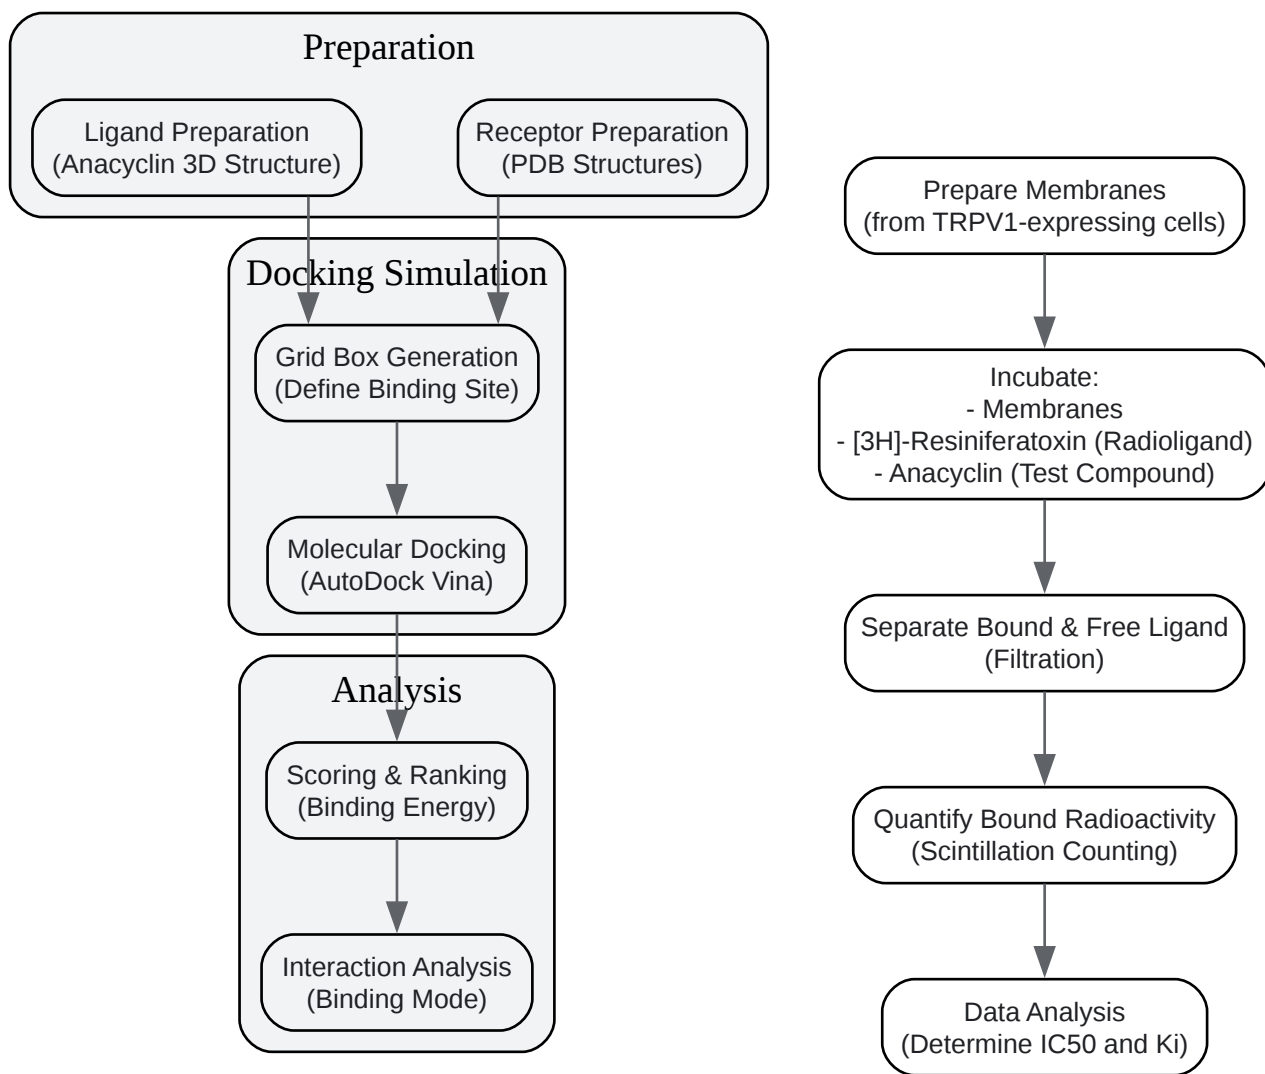 Preparation
Ligand Preparation
(Anacyclin 3D Structure)
Receptor Preparation
(PDB Structures)
Docking Simulation
Grid Box Generation
(Define Binding Site)
Molecular Docking
(AutoDock Vina)
Analysis
Scoring & Ranking
(Binding Energy)
Interaction Analysis
(Binding Mode)
Prepare Membranes
(from TRPV1-expressing cells)
Incubate:
- Membranes
- [3H]-Resiniferatoxin (Radioligand)
- Anacyclin (Test Compound)
Separate Bound & Free Ligand
(Filtration)
Quantify Bound Radioactivity
(Scintillation Counting)
Data Analysis
(Determine IC50 and Ki)